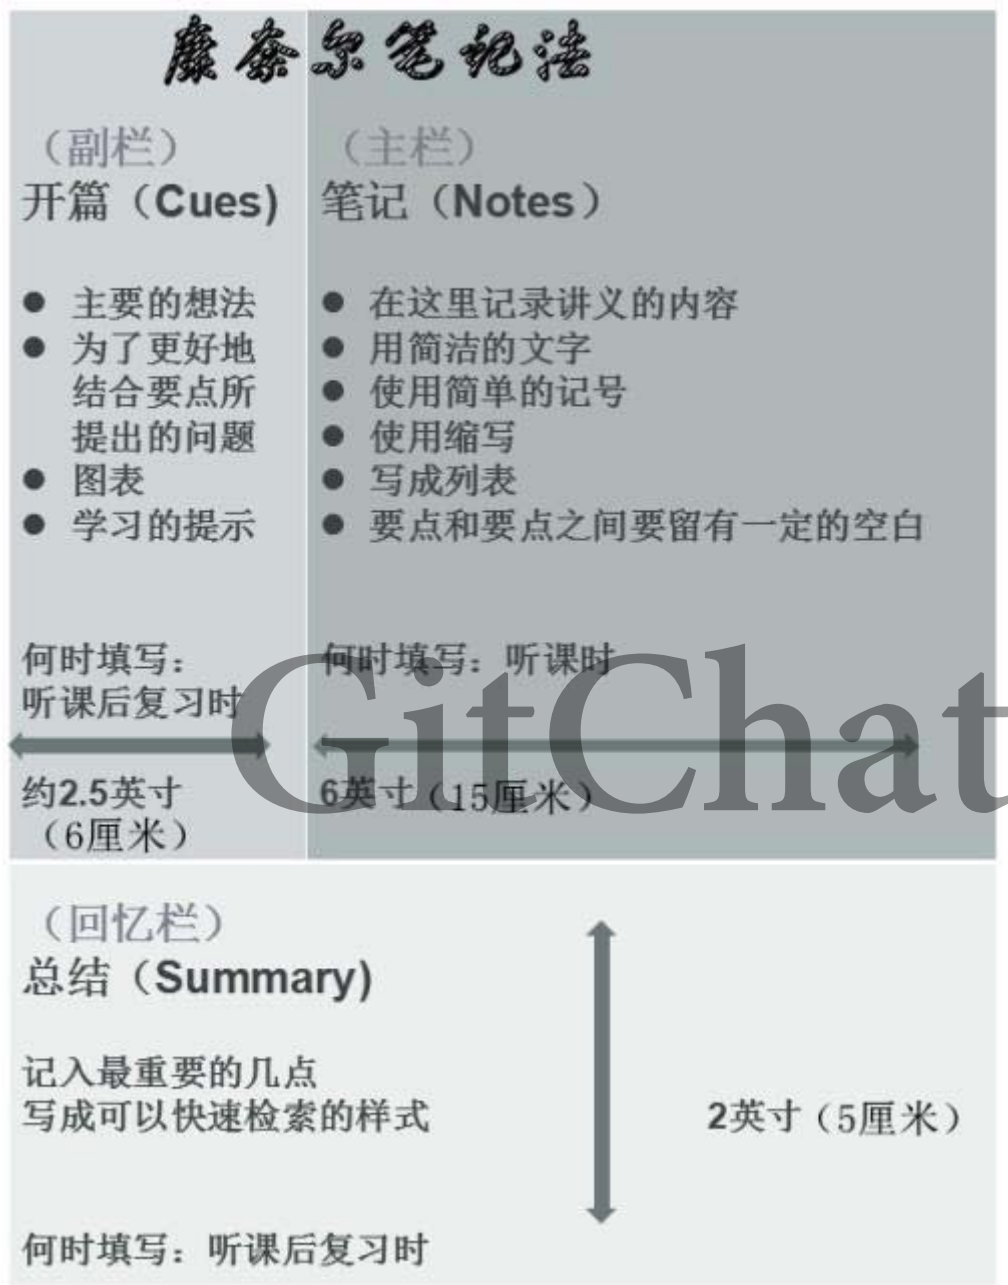 康奈尔笔记法
（副栏）
开篇（Cues)
● 主要的想法
● 为了更好地
结合要点所
提出的问题
● 图表
● 学习的提示
何时填写：
听课后复习时
约2.5英寸
（6厘米）
（主栏）
笔记（Notes）
● 在这里记录讲义的内容
● 用简洁的文字
● 使用简单的记号
● 使用缩写
● 写成列表
● 要点和要点之间要留有一定的空白
何时填写：听课时
6英寸（15厘米）
GitChat
（回忆栏）
总结（Summary)
记入最重要的几点
写成可以快速检索的样式
2英寸（5厘米）
何时填写：听课后复习时